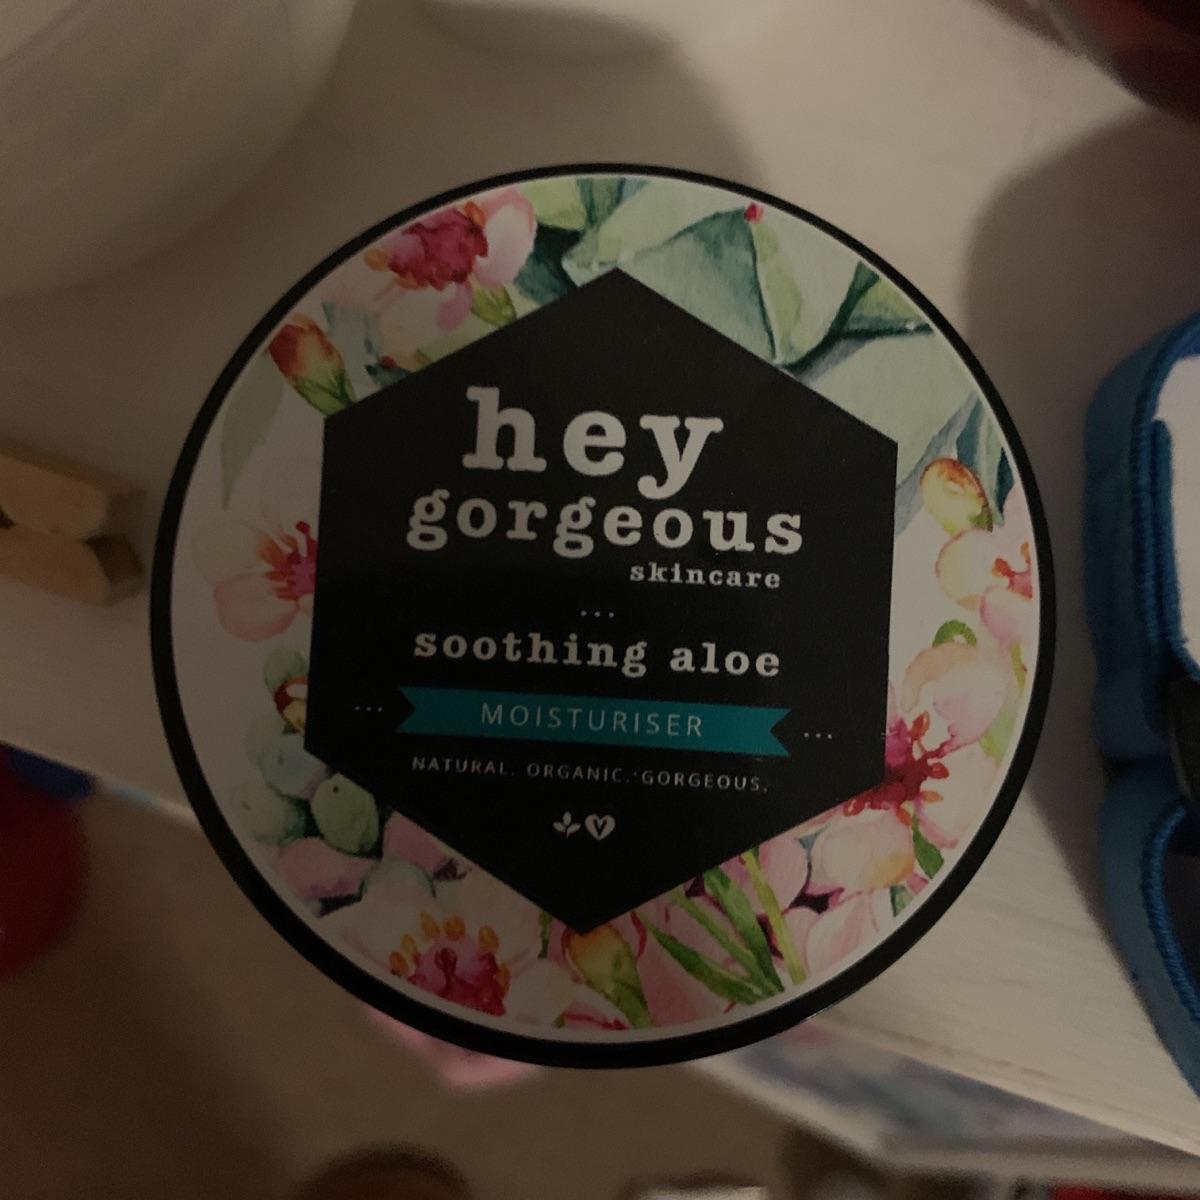 hey
gorgeous
skincare
...
soothing aloe
... MOISTURISER ...
NATURAL. ORGANIC. GORGEOUS.
V